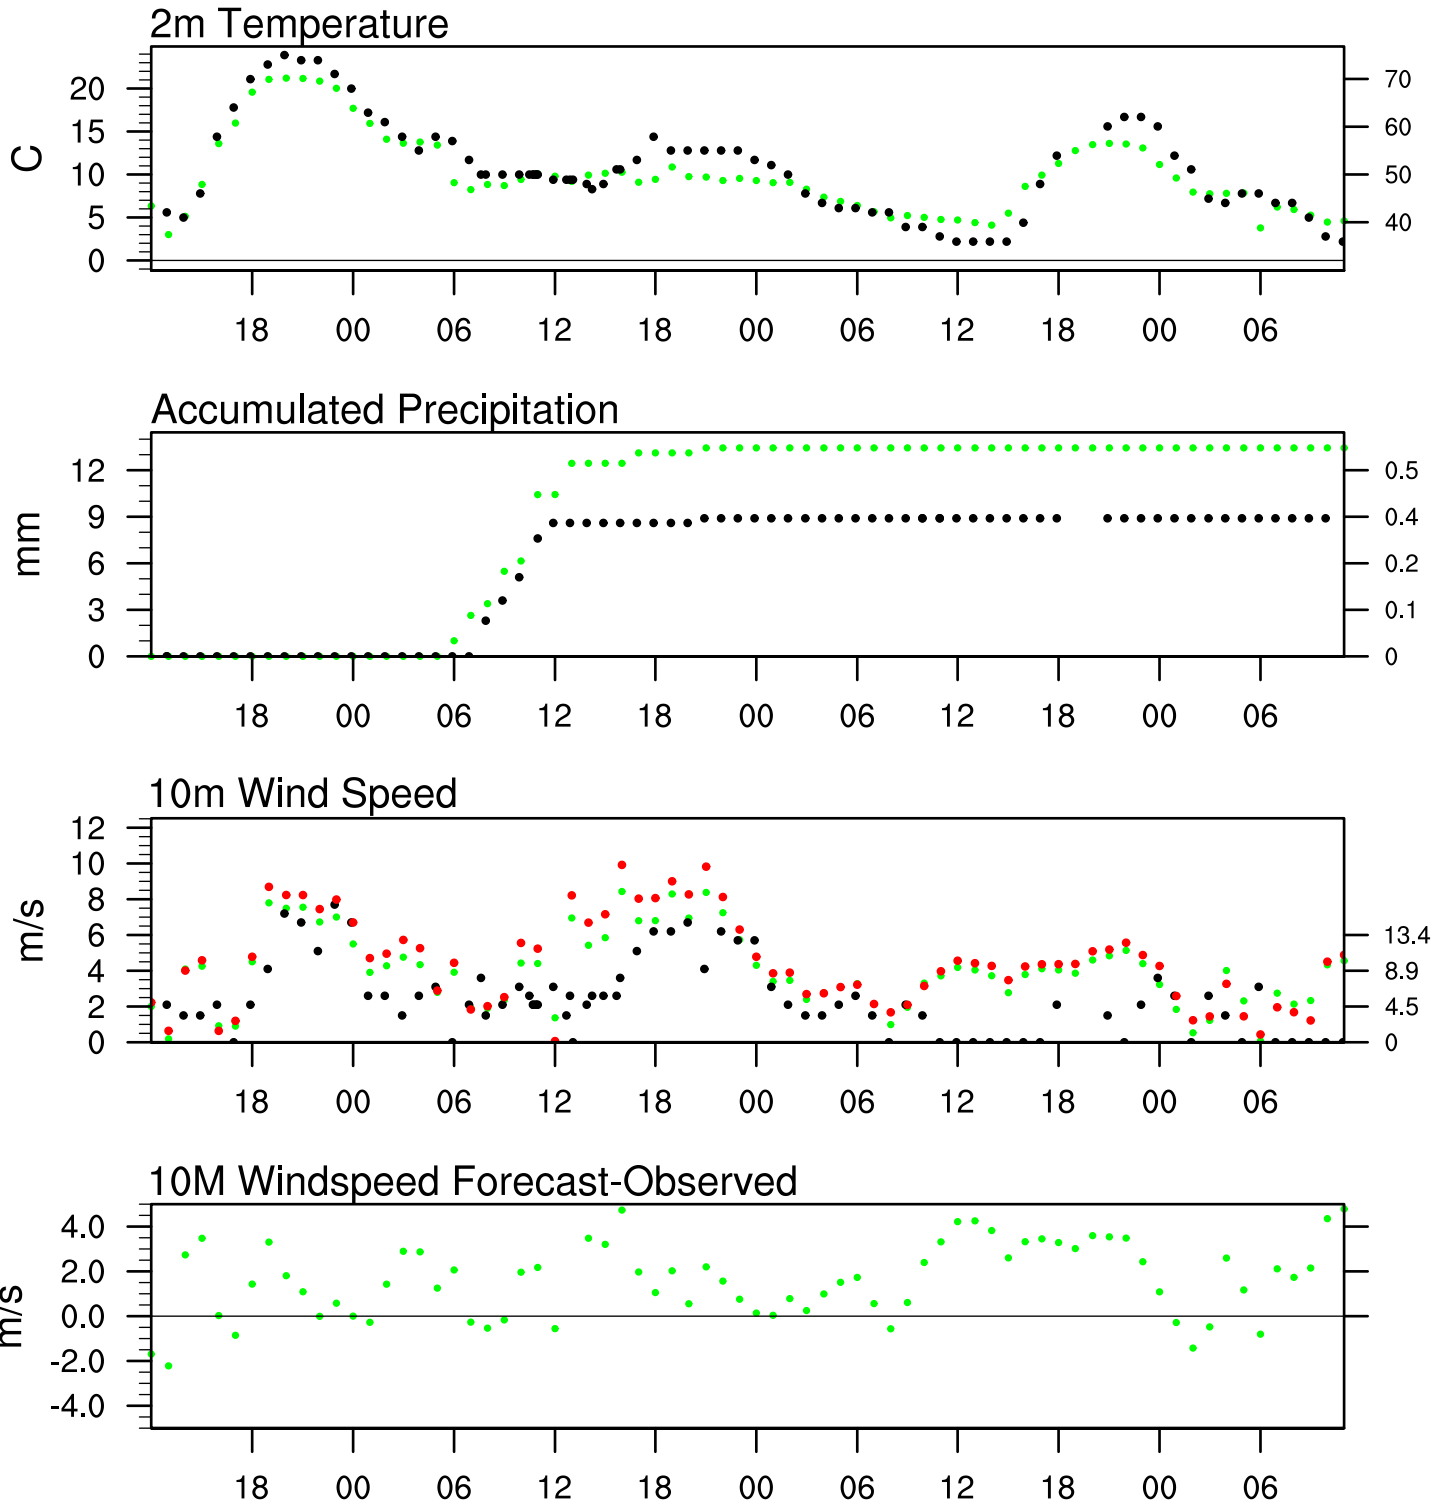 2m Temperature
C
20
15
10
5
0
70
60
50
40
18 00 06 12 18 00 06 12 18 00 06
Accumulated Precipitation
mm
12
9
6
3
0
0.5
0.4
0.2
0.1
0
18 00 06 12 18 00 06 12 18 00 06
10m Wind Speed
m/s
12
10
8
6
4
2
0
13.4
8.9
4.5
0
18 00 06 12 18 00 06 12 18 00 06
10M Windspeed Forecast-Observed
m/s
4.0
2.0
0.0
-2.0
-4.0
18 00 06 12 18 00 06 12 18 00 06